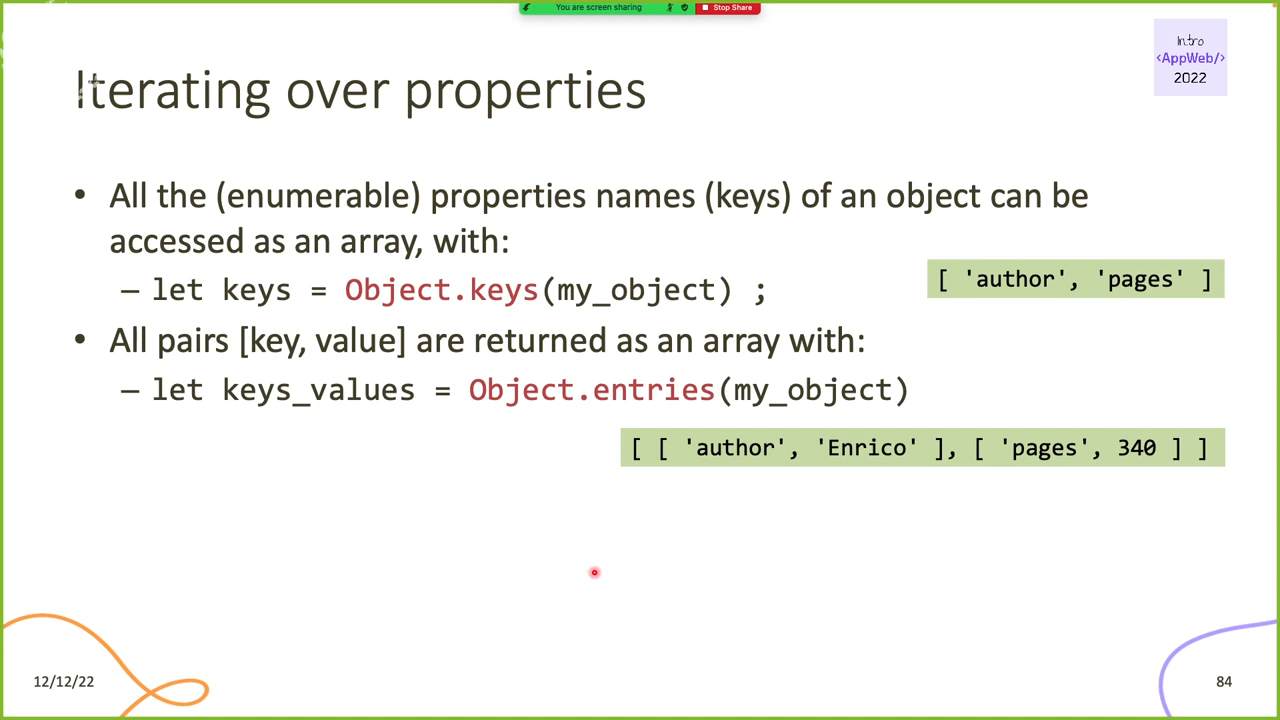 You are screen sharing
Stop Share
Intro
<AppWeb/>
2022
Iterating over properties
• All the (enumerable) properties names (keys) of an object can be
accessed as an array, with:
– let keys = Object.keys(my_object) ;
[ 'author', 'pages' ]
• All pairs [key, value] are returned as an array with:
– let keys_values = Object.entries(my_object)
[ [ 'author', 'Enrico' ], [ 'pages', 340 ] ]
12/12/22
84